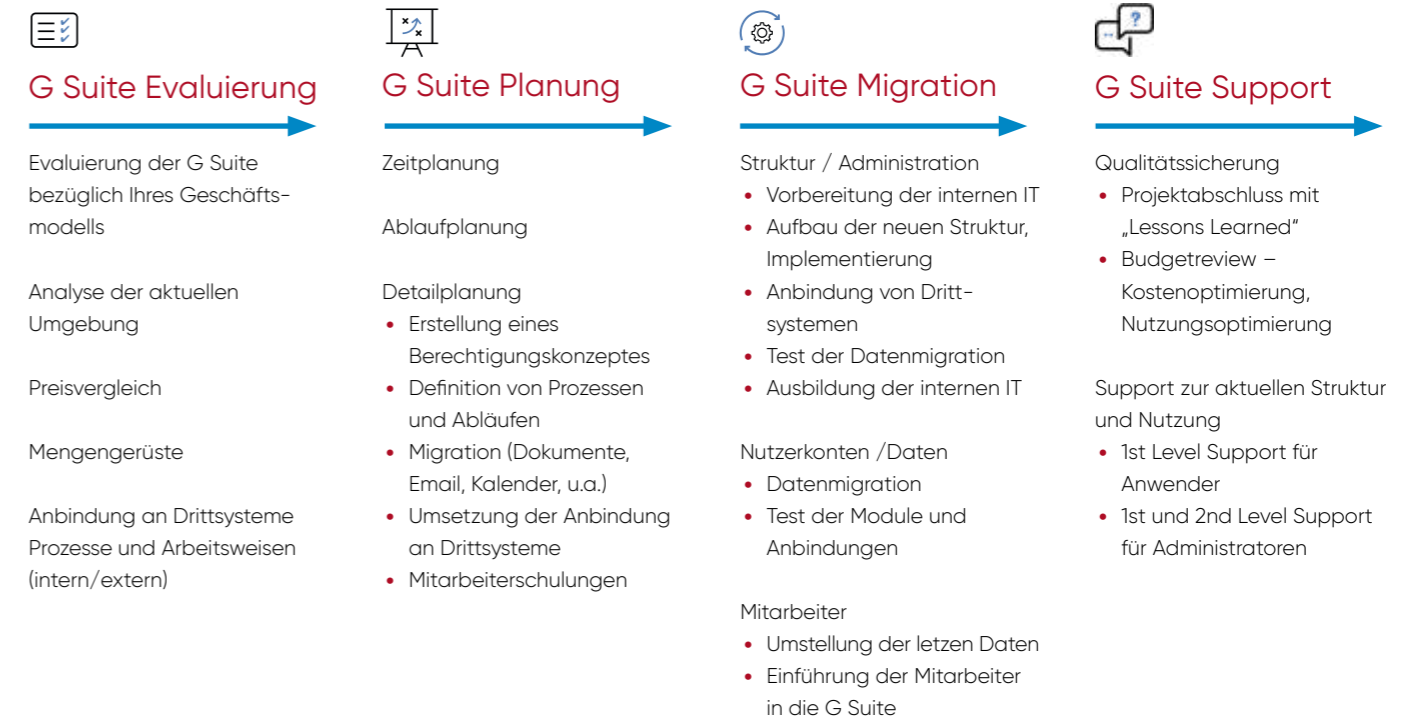 G Suite Evaluierung
Evaluierung der G Suite
bezüglich Ihres Geschäfts-
modells
Analyse der aktuellen
Umgebung
Preisvergleich
Mengengerüste
Anbindung an Drittsysteme
Prozesse und Arbeitsweisen
(intern/extern)
G Suite Planung
Zeitplanung
Ablaufplanung
Detailplanung
• Erstellung eines
Berechtigungskonzeptes
• Definition von Prozessen
und Abläufen
• Migration (Dokumente,
Email, Kalender, u.a.)
• Umsetzung der Anbindung
an Drittsysteme
• Mitarbeiterschulungen
G Suite Migration
Struktur / Administration
• Vorbereitung der internen IT
• Aufbau der neuen Struktur,
Implementierung
• Anbindung von Dritt-
systemen
• Test der Datenmigration
• Ausbildung der internen IT
Nutzerkonten /Daten
• Datenmigration
• Test der Module und
Anbindungen
Mitarbeiter
• Umstellung der letzen Daten
• Einführung der Mitarbeiter
in die G Suite
G Suite Support
Qualitätssicherung
• Projektabschluss mit
„Lessons Learned“
• Budgetreview –
Kostenoptimierung,
Nutzungsoptimierung
Support zur aktuellen Struktur
und Nutzung
• 1st Level Support für
Anwender
• 1st und 2nd Level Support
für Administratoren